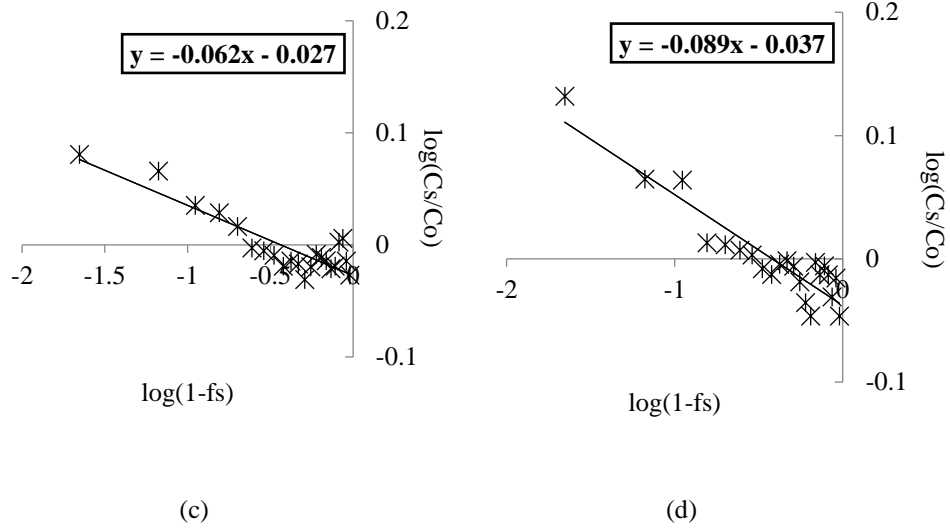 0.2
y = -0.062x - 0.027
0.1
0
-0.1
-2
-1.5
-1
-0.5
0
log(Cs/Co)
log(1-fs)
(c)
0.2
y = -0.089x - 0.037
0.1
0
-0.1
-2
-1
0
log(Cs/Co)
log(1-fs)
(d)